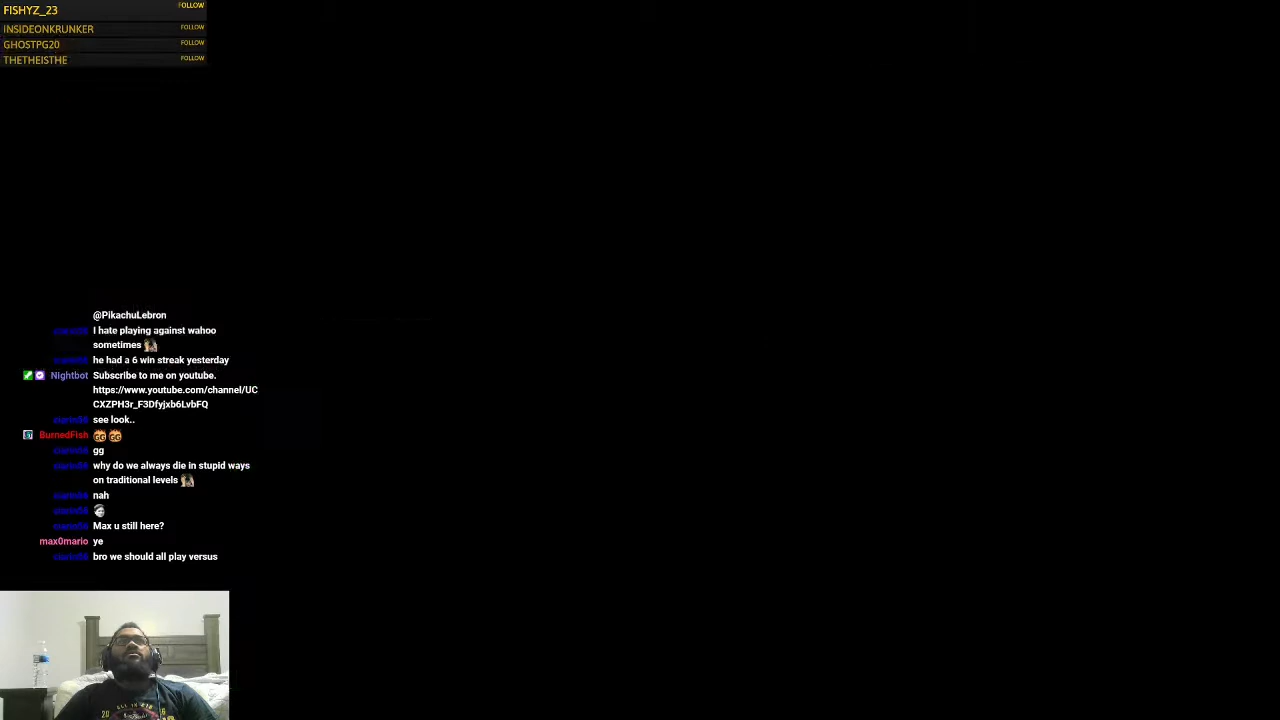 FISHYZ_23 FOLLOW
INSIDEONKRUNKER FOLLOW
GHOSTPG20 FOLLOW
THETHEISTHE FOLLOW
@PikachuLebron
I hate playing against wahoo
sometimes
he had a 6 win streak yesterday
Nightbot Subscribe to me on youtube.
https://www.youtube.com/channel/UC
CXZPH3r_F3Dfyjxb6LvbFQ
see look..
BurnedFish GG GG
gg
why do we always die in stupid ways
on traditional levels
nah
Max u still here?
max0mario ye
bro we should all play versus